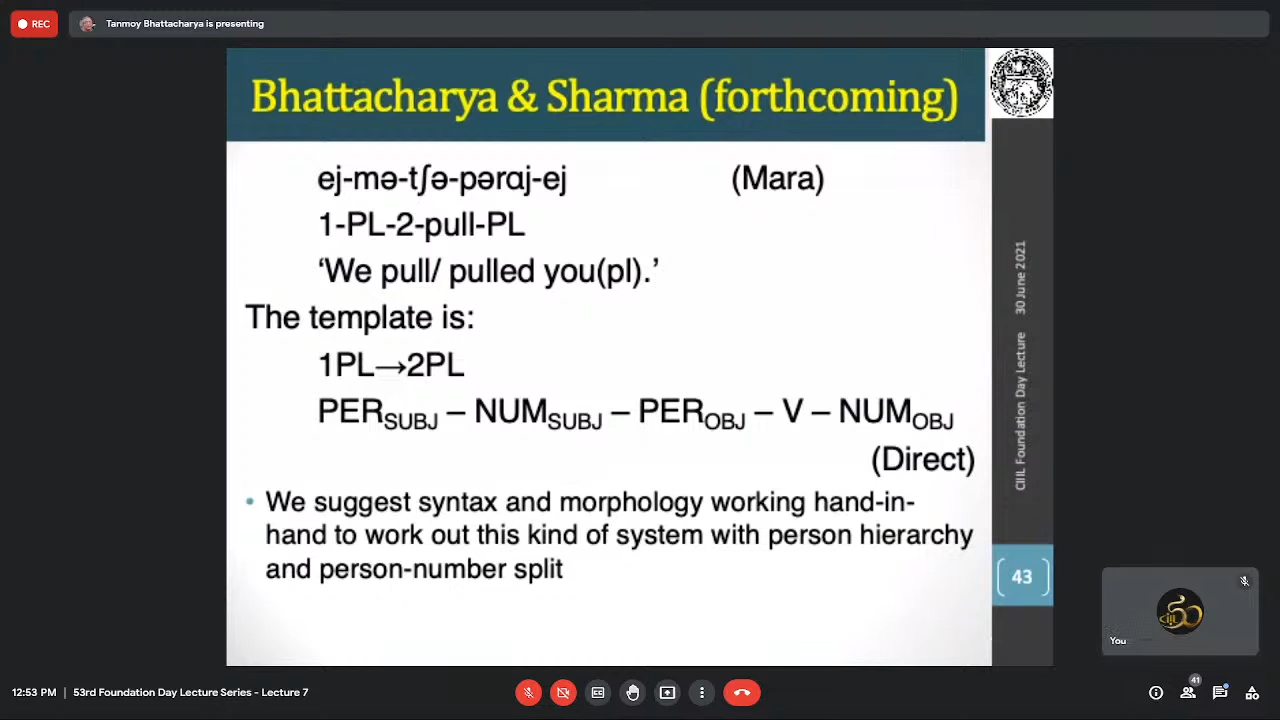 REC
Tanmoy Bhattacharya is presenting
Bhattacharya & Sharma (forthcoming)
ej-mə-tʃə-pərɑj-ej (Mara)
1-PL-2-pull-PL
‘We pull/ pulled you(pl).’
The template is:
1PL→2PL
PERSUBJ – NUMSUBJ – PEROBJ – V – NUMOBJ
(Direct)
• We suggest syntax and morphology working hand-in-
hand to work out this kind of system with person hierarchy
and person-number split
CIIL Foundation Day Lecture 30 June 2021
43
You
12:53 PM | 53rd Foundation Day Lecture Series - Lecture 7
41